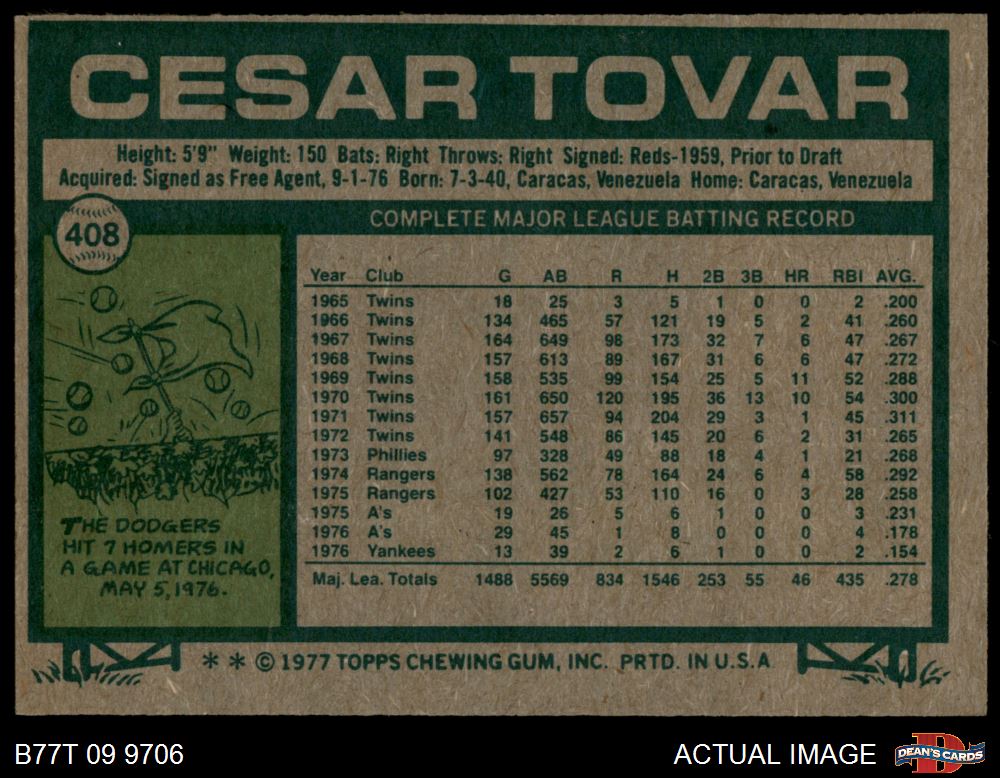 CESAR TOVAR
Height: 5'9" Weight: 150 Bats: Right Throws: Right Signed: Reds-1959, Prior to Draft
Acquired: Signed as Free Agent, 9-1-76 Born: 7-3-40, Caracas, Venezuela Home: Caracas, Venezuela
408
COMPLETE MAJOR LEAGUE BATTING RECORD
Year Club G AB R H 2B 3B HR RBI AVG.
1965 Twins 18 25 3 5 1 0 0 2 .200
1966 Twins 134 465 57 121 19 5 2 41 .260
1967 Twins 164 649 98 173 32 7 6 47 .267
1968 Twins 157 613 89 167 31 6 6 47 .272
1969 Twins 158 535 99 154 25 5 11 52 .288
1970 Twins 161 650 120 195 36 13 10 54 .300
1971 Twins 157 657 94 204 29 3 1 45 .311
1972 Twins 141 548 86 145 20 6 2 31 .265
1973 Phillies 97 328 49 88 18 4 1 21 .268
1974 Rangers 138 562 78 164 24 6 4 58 .292
1975 Rangers 102 427 53 110 16 0 3 28 .258
1975 A's 19 26 5 6 1 0 0 3 .231
1976 A's 29 45 1 8 0 0 0 4 .178
1976 Yankees 13 39 2 6 1 0 0 2 .154
Maj. Lea. Totals 1488 5569 834 1546 253 55 46 435 .278
THE DODGERS
HIT 7 HOMERS IN
A GAME AT CHICAGO,
MAY 5, 1976.
* * © 1977 TOPPS CHEWING GUM, INC. PRTD. IN U.S.A
B77T 09 9706
ACTUAL IMAGE
DEAN'S CARDS